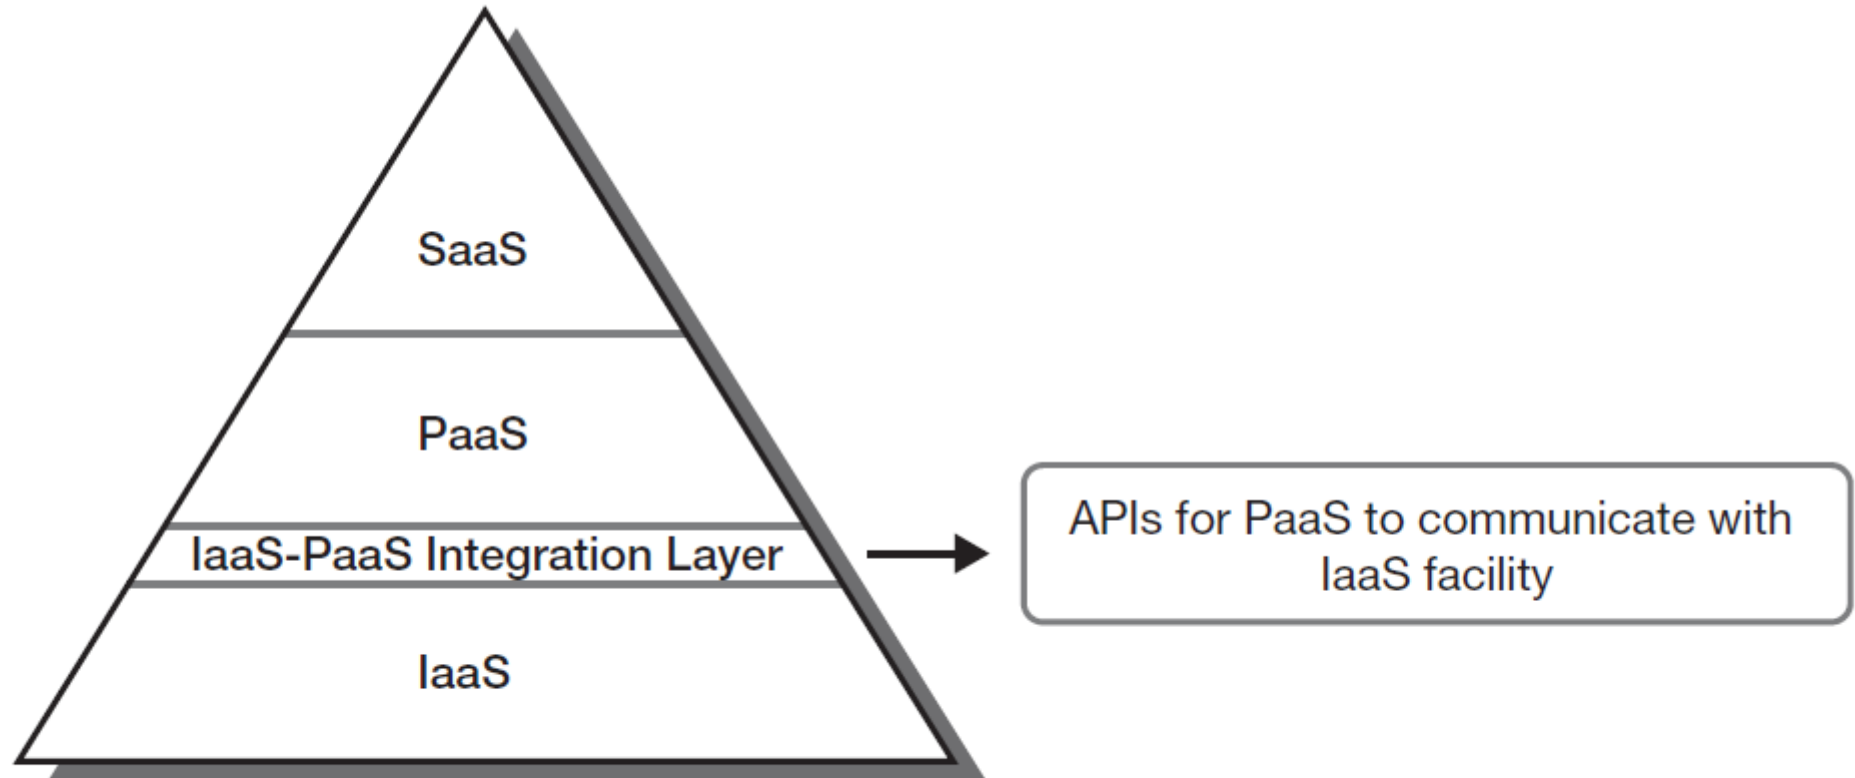 SaaS
PaaS
IaaS-PaaS Integration Layer
APIs for PaaS to communicate with
IaaS facility
IaaS